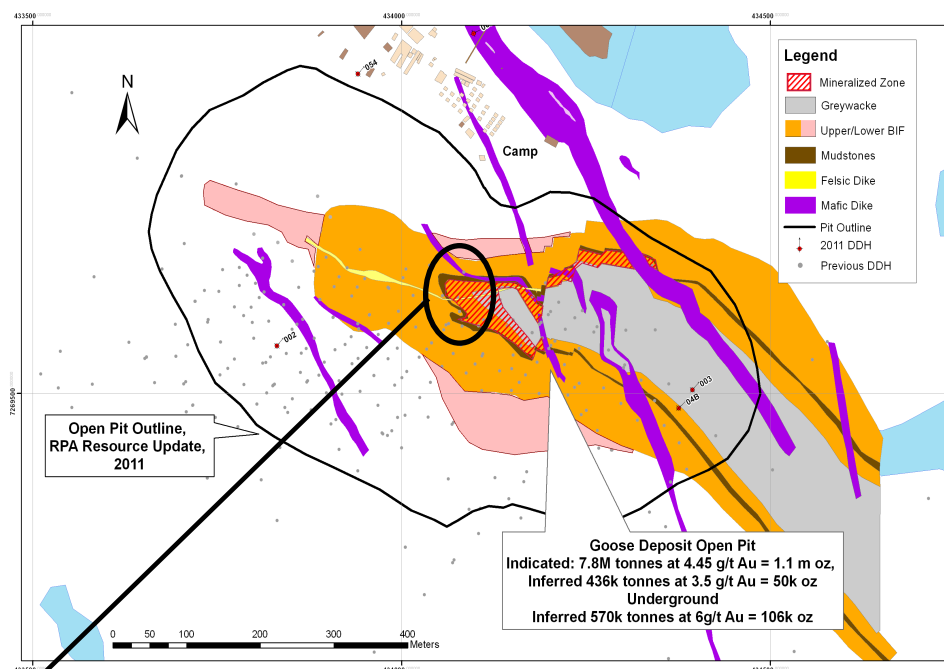 433500
434000
434500
054
N
Camp
Legend
Mineralized Zone
Greywacke
Upper/Lower BIF
Mudstones
Felsic Dike
Mafic Dike
Pit Outline
2011 DDH
Previous DDH
002
003
04B
7269500
Open Pit Outline,
RPA Resource Update,
2011
Goose Deposit Open Pit
Indicated: 7.8M tonnes at 4.45 g/t Au = 1.1 m oz,
Inferred 436k tonnes at 3.5 g/t Au = 50k oz
Underground
Inferred 570k tonnes at 6g/t Au = 106k oz
0 50 100 200 300 400
Meters